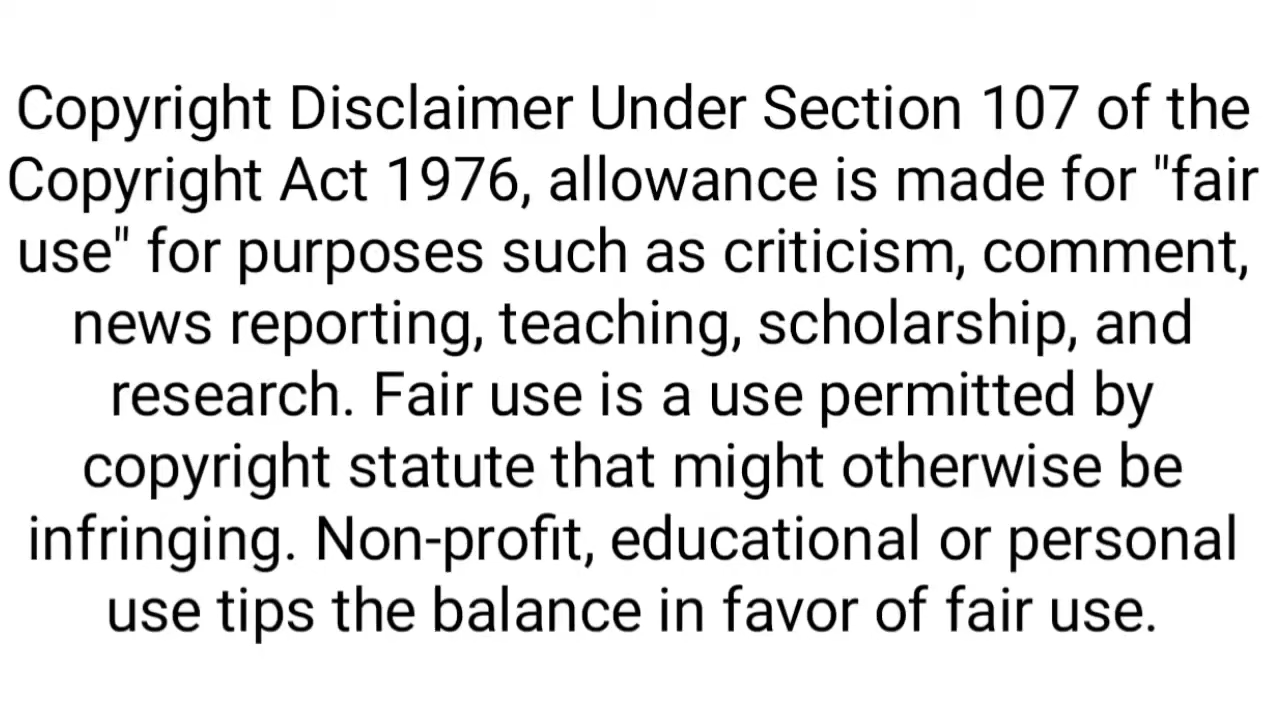 Copyright Disclaimer Under Section 107 of the
Copyright Act 1976, allowance is made for "fair
use" for purposes such as criticism, comment,
news reporting, teaching, scholarship, and
research. Fair use is a use permitted by
copyright statute that might otherwise be
infringing. Non-profit, educational or personal
use tips the balance in favor of fair use.